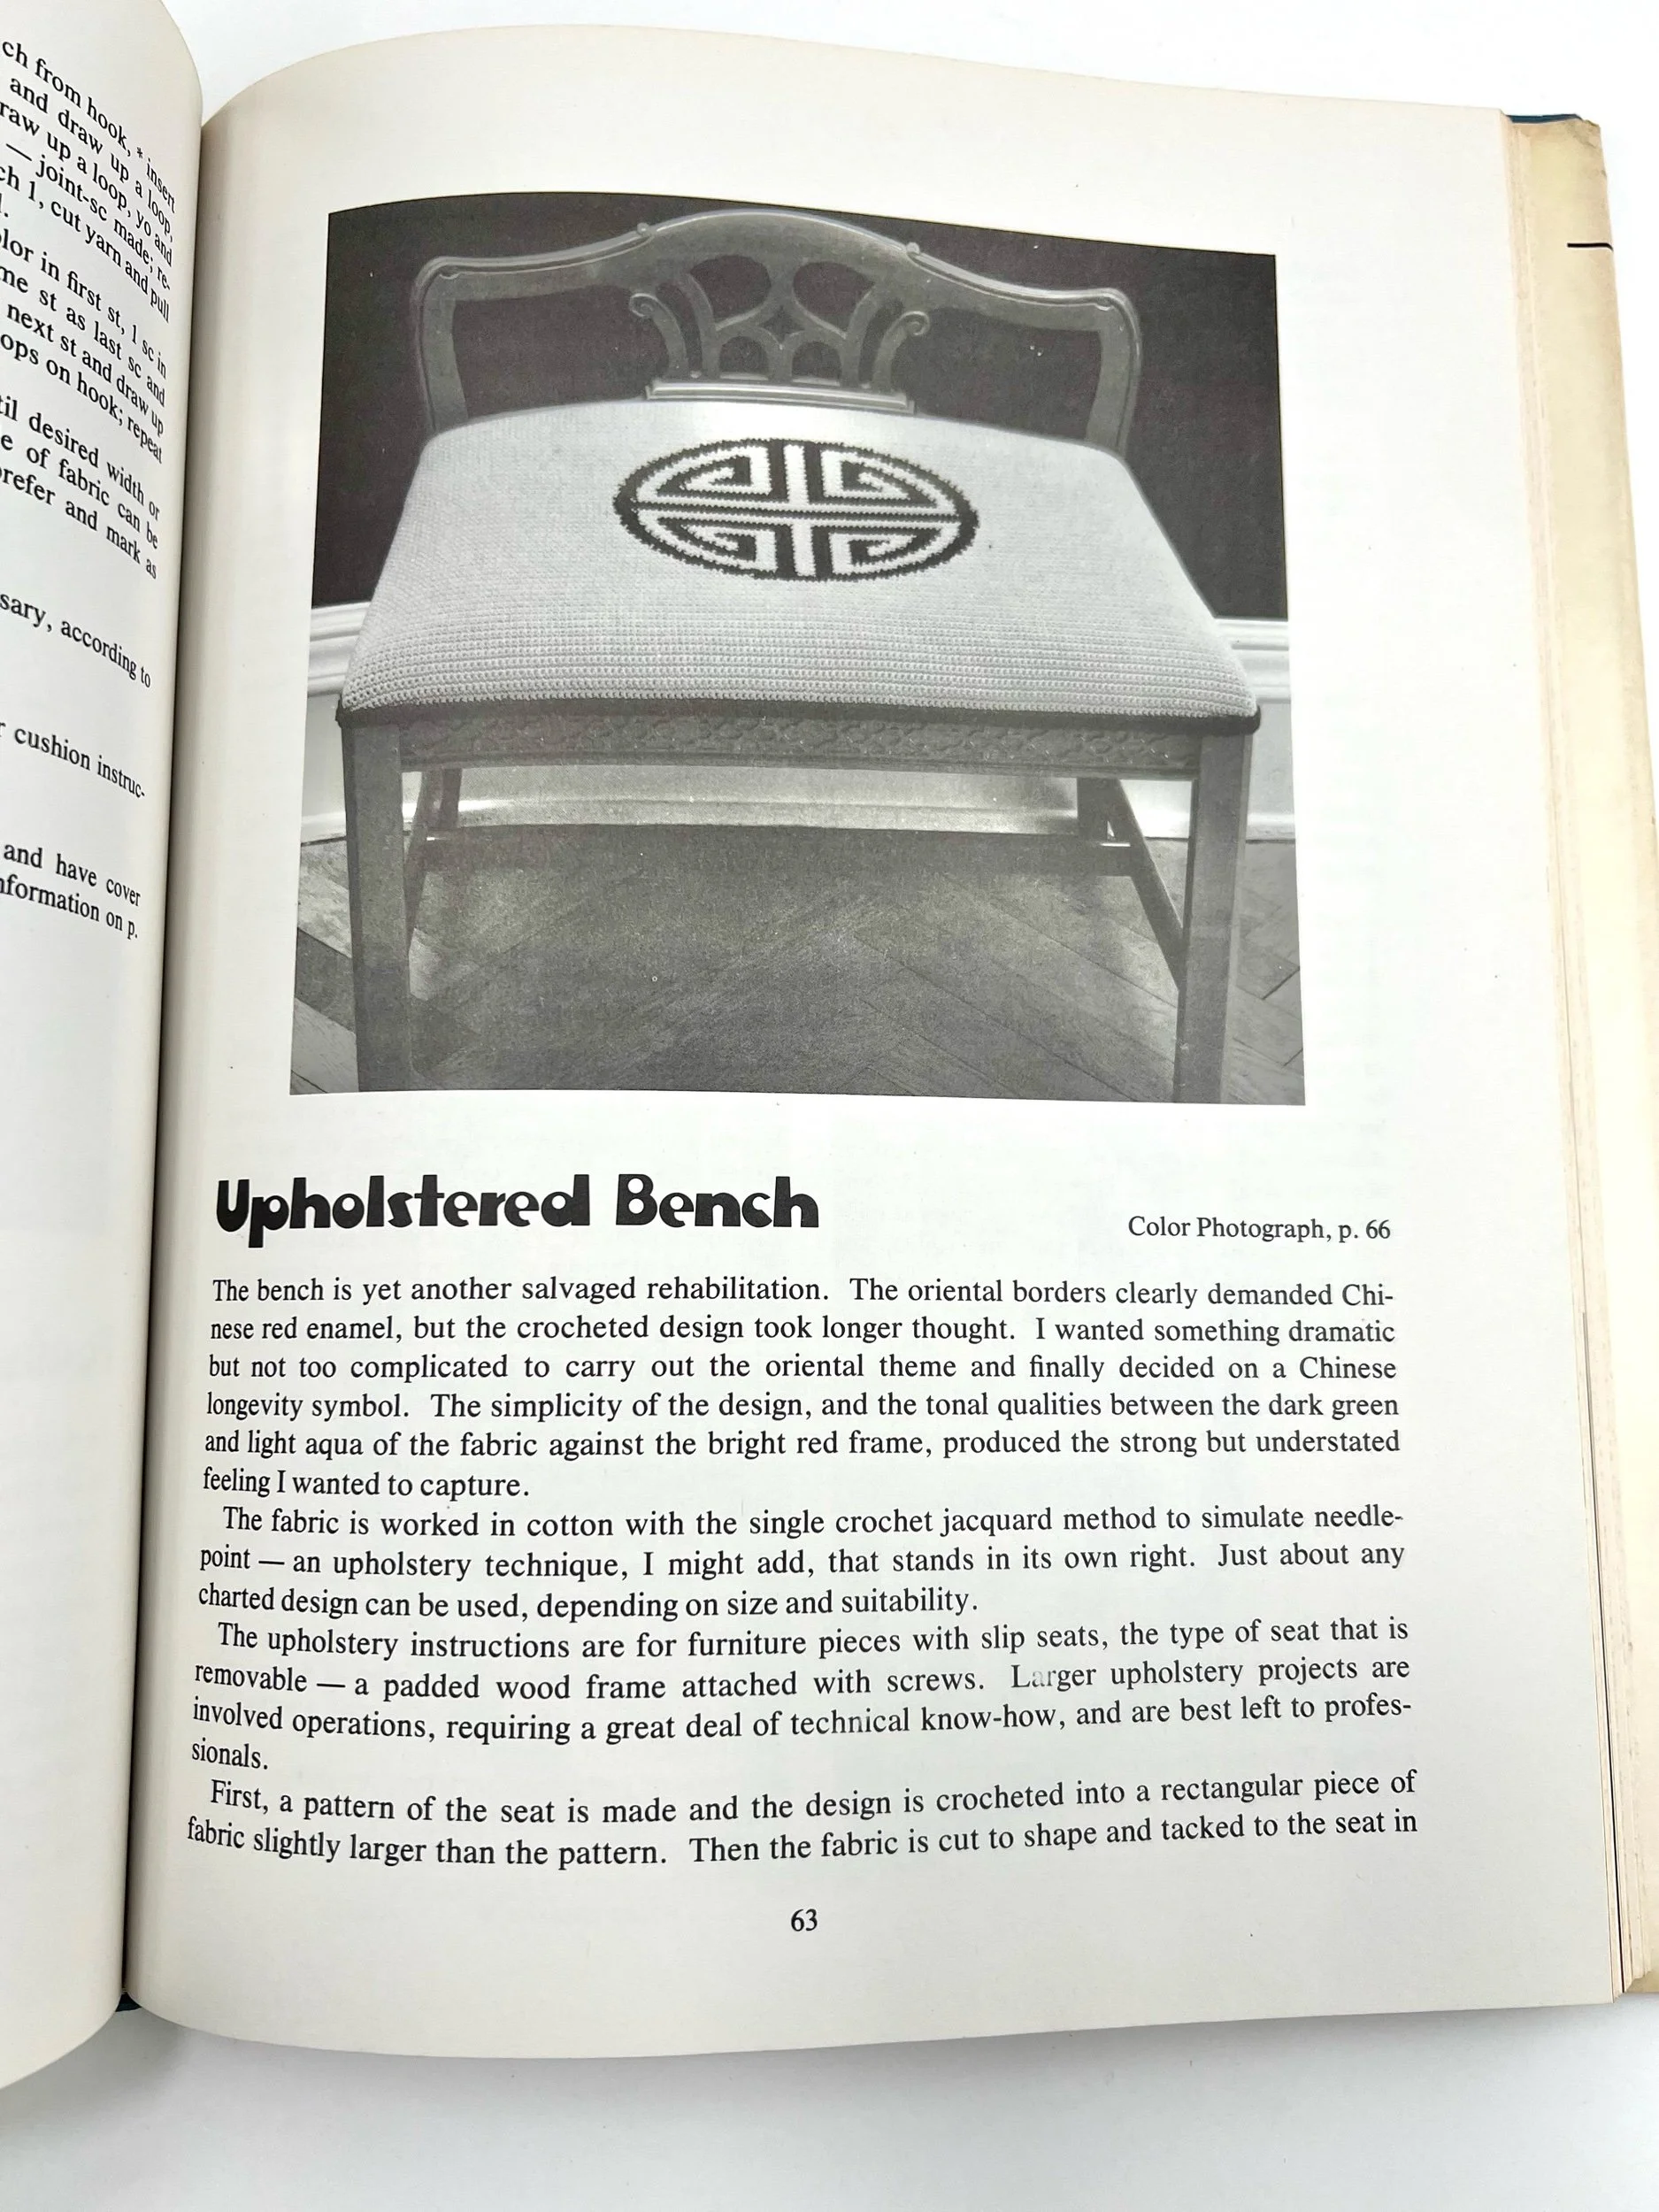 ch from hook, * insert
and draw up a loop,
raw up a loop, yo and
— joint-sc made; re-
ch 1, cut yarn and pull
l.
lor in first st, 1 sc in
me st as last sc and
next st and draw up
ops on hook; repeat
til desired width or
e of fabric can be
prefer and mark as
sary, according to
r cushion instruc-
and have cover
nformation on p.
Upholstered Bench
Color Photograph, p. 66
The bench is yet another salvaged rehabilitation. The oriental borders clearly demanded Chi-
nese red enamel, but the crocheted design took longer thought. I wanted something dramatic
but not too complicated to carry out the oriental theme and finally decided on a Chinese
longevity symbol. The simplicity of the design, and the tonal qualities between the dark green
and light aqua of the fabric against the bright red frame, produced the strong but understated
feeling I wanted to capture.
The fabric is worked in cotton with the single crochet jacquard method to simulate needle-
point — an upholstery technique, I might add, that stands in its own right. Just about any
charted design can be used, depending on size and suitability.
The upholstery instructions are for furniture pieces with slip seats, the type of seat that is
removable — a padded wood frame attached with screws. Larger upholstery projects are
involved operations, requiring a great deal of technical know-how, and are best left to profes-
sionals.
First, a pattern of the seat is made and the design is crocheted into a rectangular piece of
fabric slightly larger than the pattern. Then the fabric is cut to shape and tacked to the seat in
63